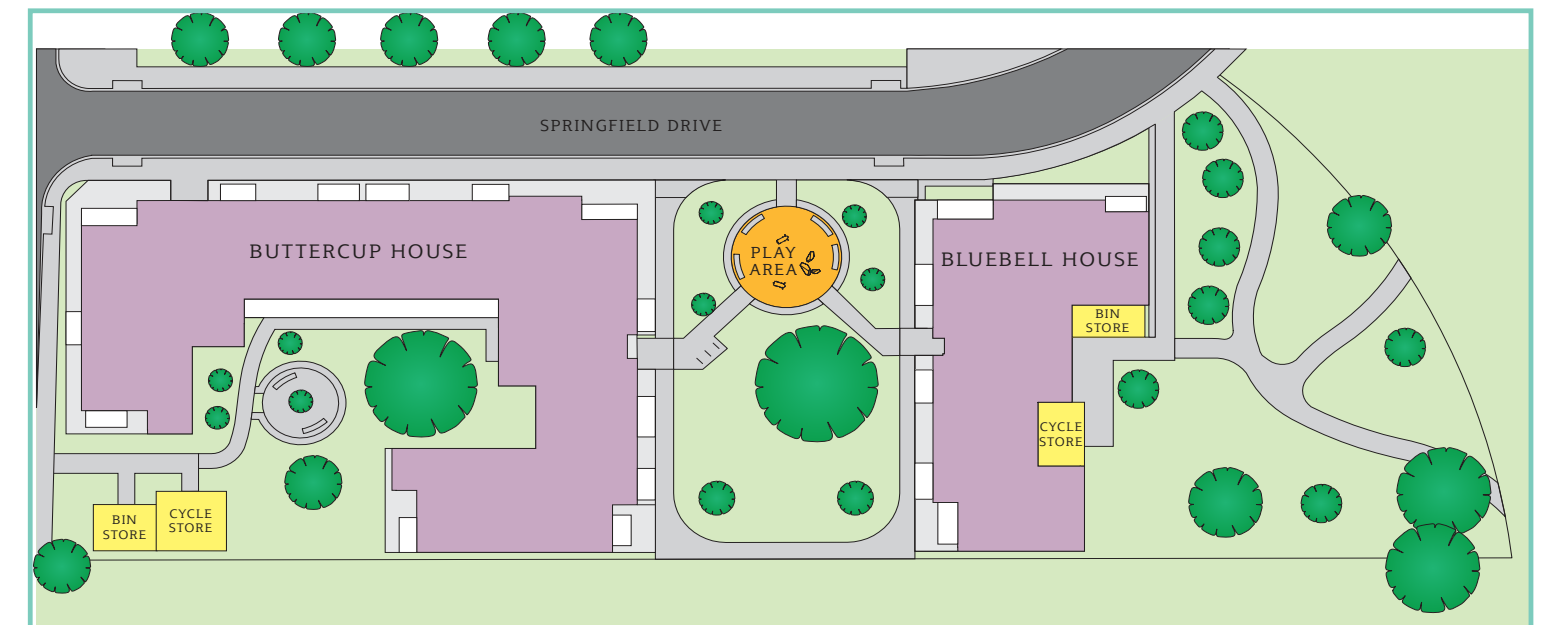 SPRINGFIELD DRIVE
BUTTERCUP HOUSE
PLAY
AREA
BLUEBELL HOUSE
BIN
STORE
CYCLE
STORE
BIN
STORE
CYCLE
STORE